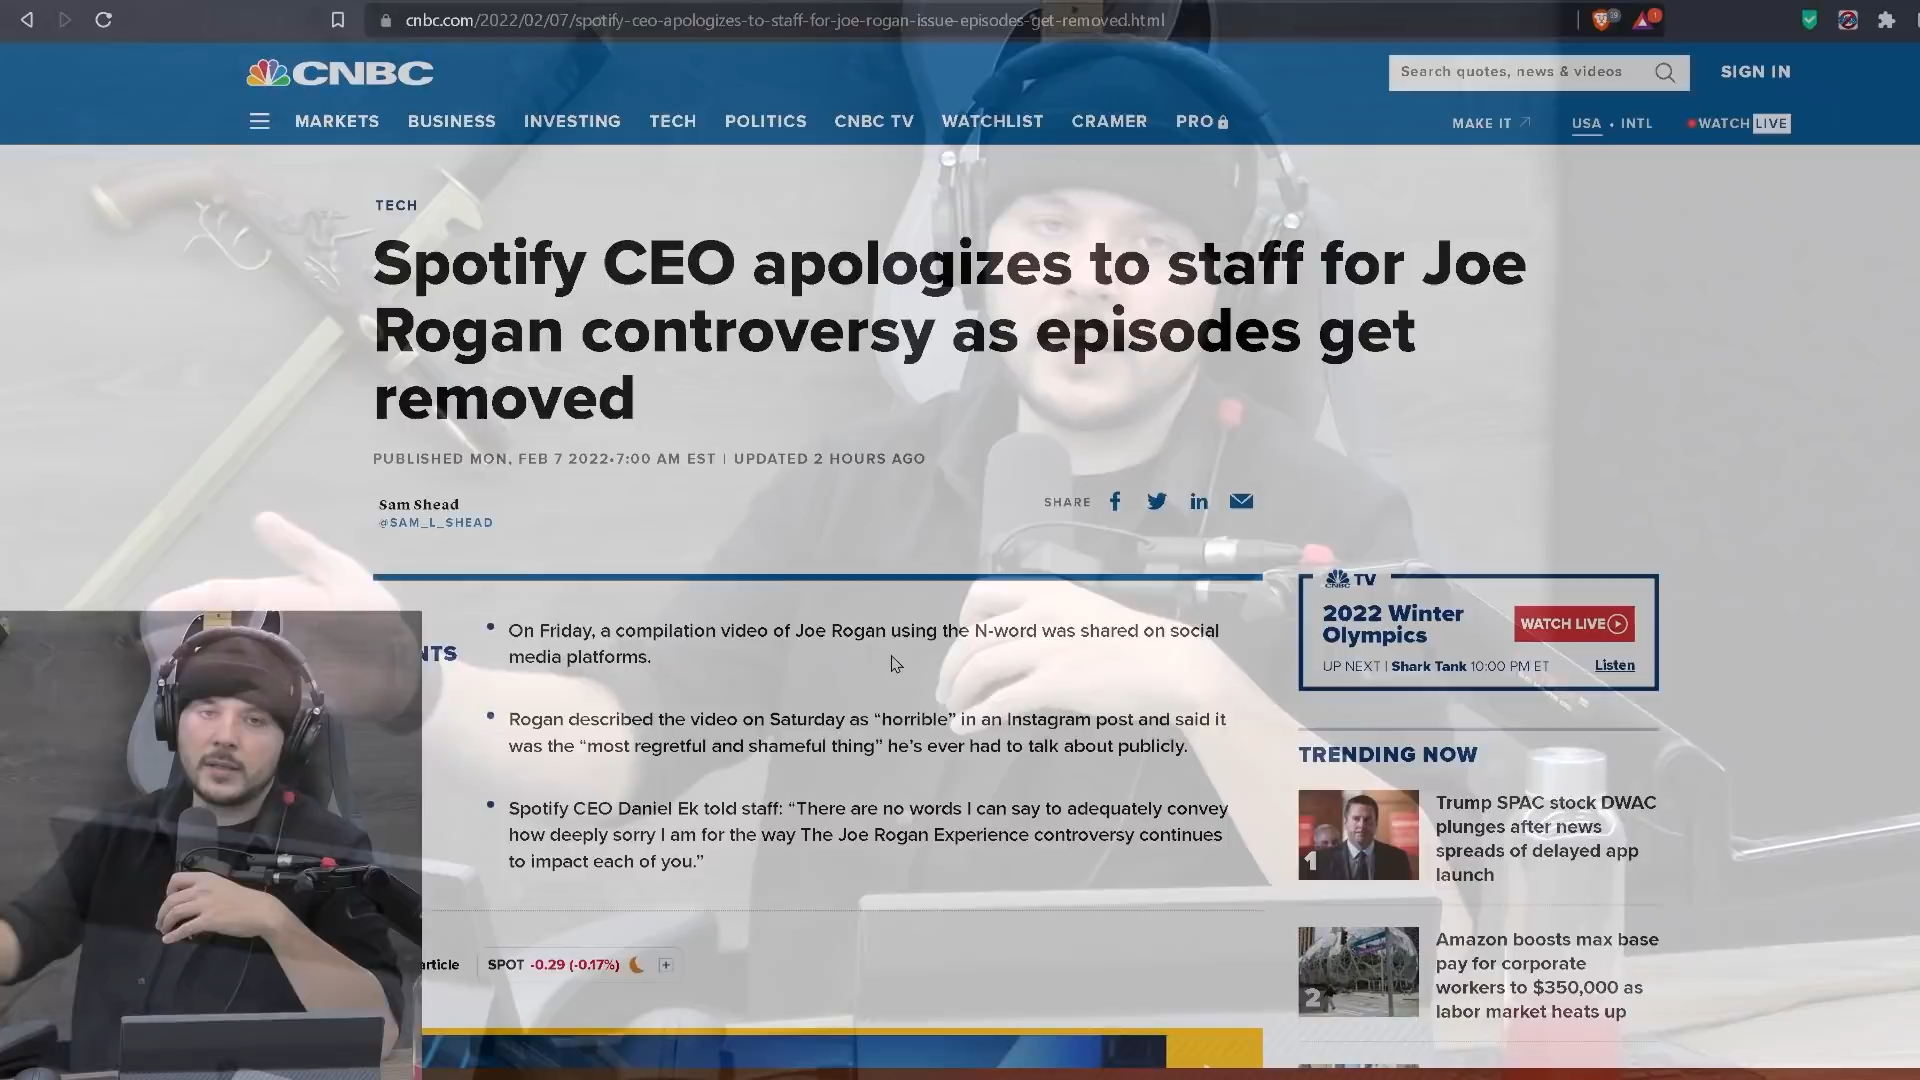 cnbc.com/2022/02/07/spotify-ceo-apologizes-to-staff-for-joe-rogan-issue-episodes-get-removed.html
19
1
CNBC
Search quotes, news & videos
SIGN IN
MARKETS BUSINESS INVESTING TECH POLITICS CNBC TV WATCHLIST CRAMER PRO
MAKE IT USA • INTL WATCH LIVE
TECH
Spotify CEO apologizes to staff for Joe
Rogan controversy as episodes get
removed
PUBLISHED MON, FEB 7 2022•7:00 AM EST | UPDATED 2 HOURS AGO
Sam Shead
@SAM_L_SHEAD
SHARE
NTS
• On Friday, a compilation video of Joe Rogan using the N-word was shared on social
media platforms.
• Rogan described the video on Saturday as “horrible” in an Instagram post and said it
was the “most regretful and shameful thing” he’s ever had to talk about publicly.
• Spotify CEO Daniel Ek told staff: “There are no words I can say to adequately convey
how deeply sorry I am for the way The Joe Rogan Experience controversy continues
to impact each of you.”
article
SPOT -0.29 (-0.17%)
CNBC TV
2022 Winter
Olympics
WATCH LIVE
UP NEXT | Shark Tank 10:00 PM ET
Listen
TRENDING NOW
1
Trump SPAC stock DWAC
plunges after news
spreads of delayed app
launch
2
Amazon boosts max base
pay for corporate
workers to $350,000 as
labor market heats up